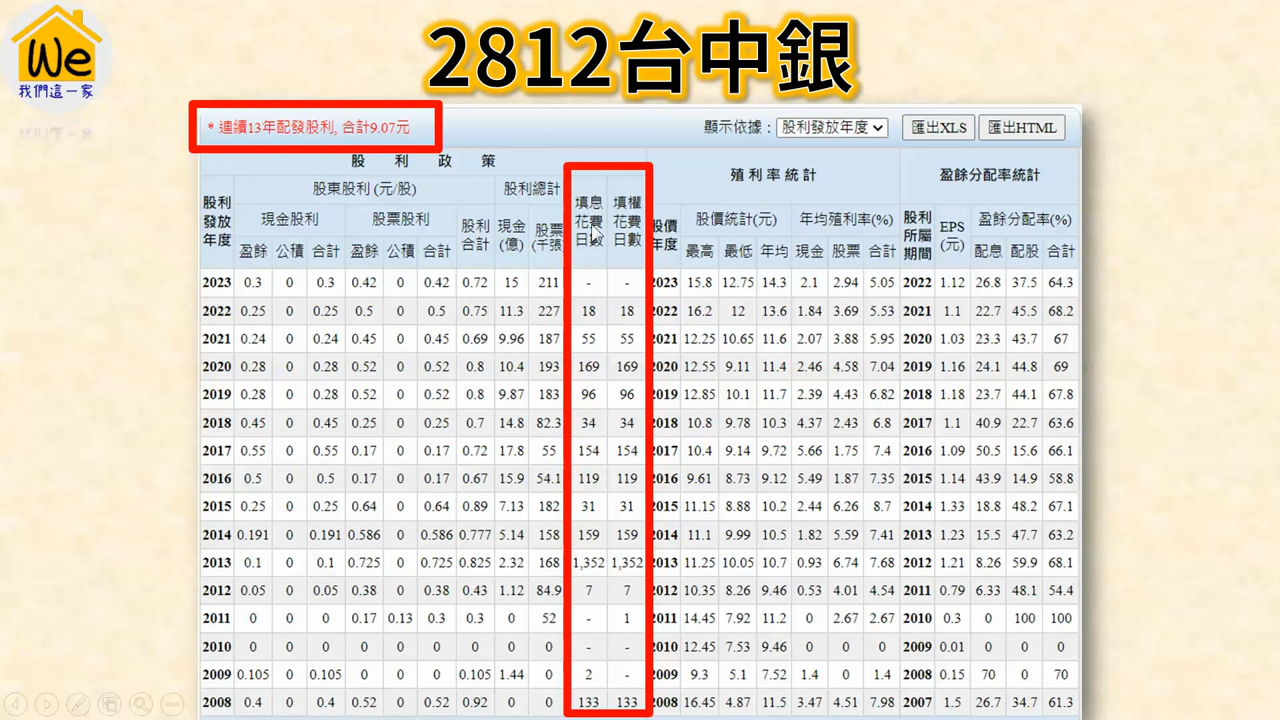 We
我們這一家
2812台中銀
* 連續13年配發股利, 合計9.07元
顯示依據：
股利發放年度
匯出XLS
匯出HTML
股 利 政 策
殖 利 率 統 計
盈餘分配率統計
股利發放年度
股東股利 (元/股)
股利總計
填息花費日數
填權花費日數
股價年度
股價統計(元)
年均殖利率(%)
股利所屬期間
EPS (元)
盈餘分配率(%)
現金股利
股票股利
股利合計
現金(億)
股票(千張)
最高 最低 年均 現金 股票 合計
配息 配股 合計
盈餘 公積 合計 盈餘 公積 合計
2023 0.3 0 0.3 0.42 0 0.42 0.72 15 211 - - 2023 15.8 12.75 14.3 2.1 2.94 5.05 2022 1.12 26.8 37.5 64.3
2022 0.25 0 0.25 0.5 0 0.5 0.75 11.3 227 18 18 2022 16.2 12 13.6 1.84 3.69 5.53 2021 1.1 22.7 45.5 68.2
2021 0.24 0 0.24 0.45 0 0.45 0.69 9.96 187 55 55 2021 12.25 10.65 11.6 2.07 3.88 5.95 2020 1.03 23.3 43.7 67
2020 0.28 0 0.28 0.52 0 0.52 0.8 10.4 193 169 169 2020 12.55 9.11 11.4 2.46 4.58 7.04 2019 1.16 24.1 44.8 69
2019 0.28 0 0.28 0.52 0 0.52 0.8 9.87 183 96 96 2019 12.85 10.1 11.7 2.39 4.43 6.82 2018 1.18 23.7 44.1 67.8
2018 0.45 0 0.45 0.25 0 0.25 0.7 14.8 82.3 34 34 2018 10.8 9.78 10.3 4.37 2.43 6.8 2017 1.1 40.9 22.7 63.6
2017 0.55 0 0.55 0.17 0 0.17 0.72 17.8 55 154 154 2017 10.4 9.14 9.72 5.66 1.75 7.4 2016 1.09 50.5 15.6 66.1
2016 0.5 0 0.5 0.17 0 0.17 0.67 15.9 54.1 119 119 2016 9.61 8.73 9.12 5.49 1.87 7.35 2015 1.14 43.9 14.9 58.8
2015 0.25 0 0.25 0.64 0 0.64 0.89 7.13 182 31 31 2015 11.15 8.88 10.2 2.44 6.26 8.7 2014 1.33 18.8 48.2 67.1
2014 0.191 0 0.191 0.586 0 0.586 0.777 5.14 158 159 159 2014 11.1 9.99 10.5 1.82 5.59 7.41 2013 1.23 15.5 47.7 63.2
2013 0.1 0 0.1 0.725 0 0.725 0.825 2.32 168 1,352 1,352 2013 11.25 10.05 10.7 0.93 6.74 7.68 2012 1.21 8.26 59.9 68.1
2012 0.05 0 0.05 0.38 0 0.38 0.43 1.12 84.9 7 7 2012 10.35 8.26 9.46 0.53 4.01 4.54 2011 0.79 6.33 48.1 54.4
2011 0 0 0 0.17 0.13 0.3 0.3 0 52 - 1 2011 14.45 7.92 11.2 0 2.67 2.67 2010 0.3 0 100 100
2010 0 0 0 0 0 0 0 0 0 - - 2010 12.45 7.53 9.46 0 0 0 2009 0.01 0 0 0
2009 0.105 0 0.105 0 0 0 0.105 1.44 0 2 - 2009 9.3 5.1 7.52 1.4 0 1.4 2008 0.15 70 0 70
2008 0.4 0 0.4 0.52 0 0.52 0.92 0 0 133 133 2008 16.45 4.87 11.5 3.47 4.51 7.98 2007 1.5 26.7 34.7 61.3